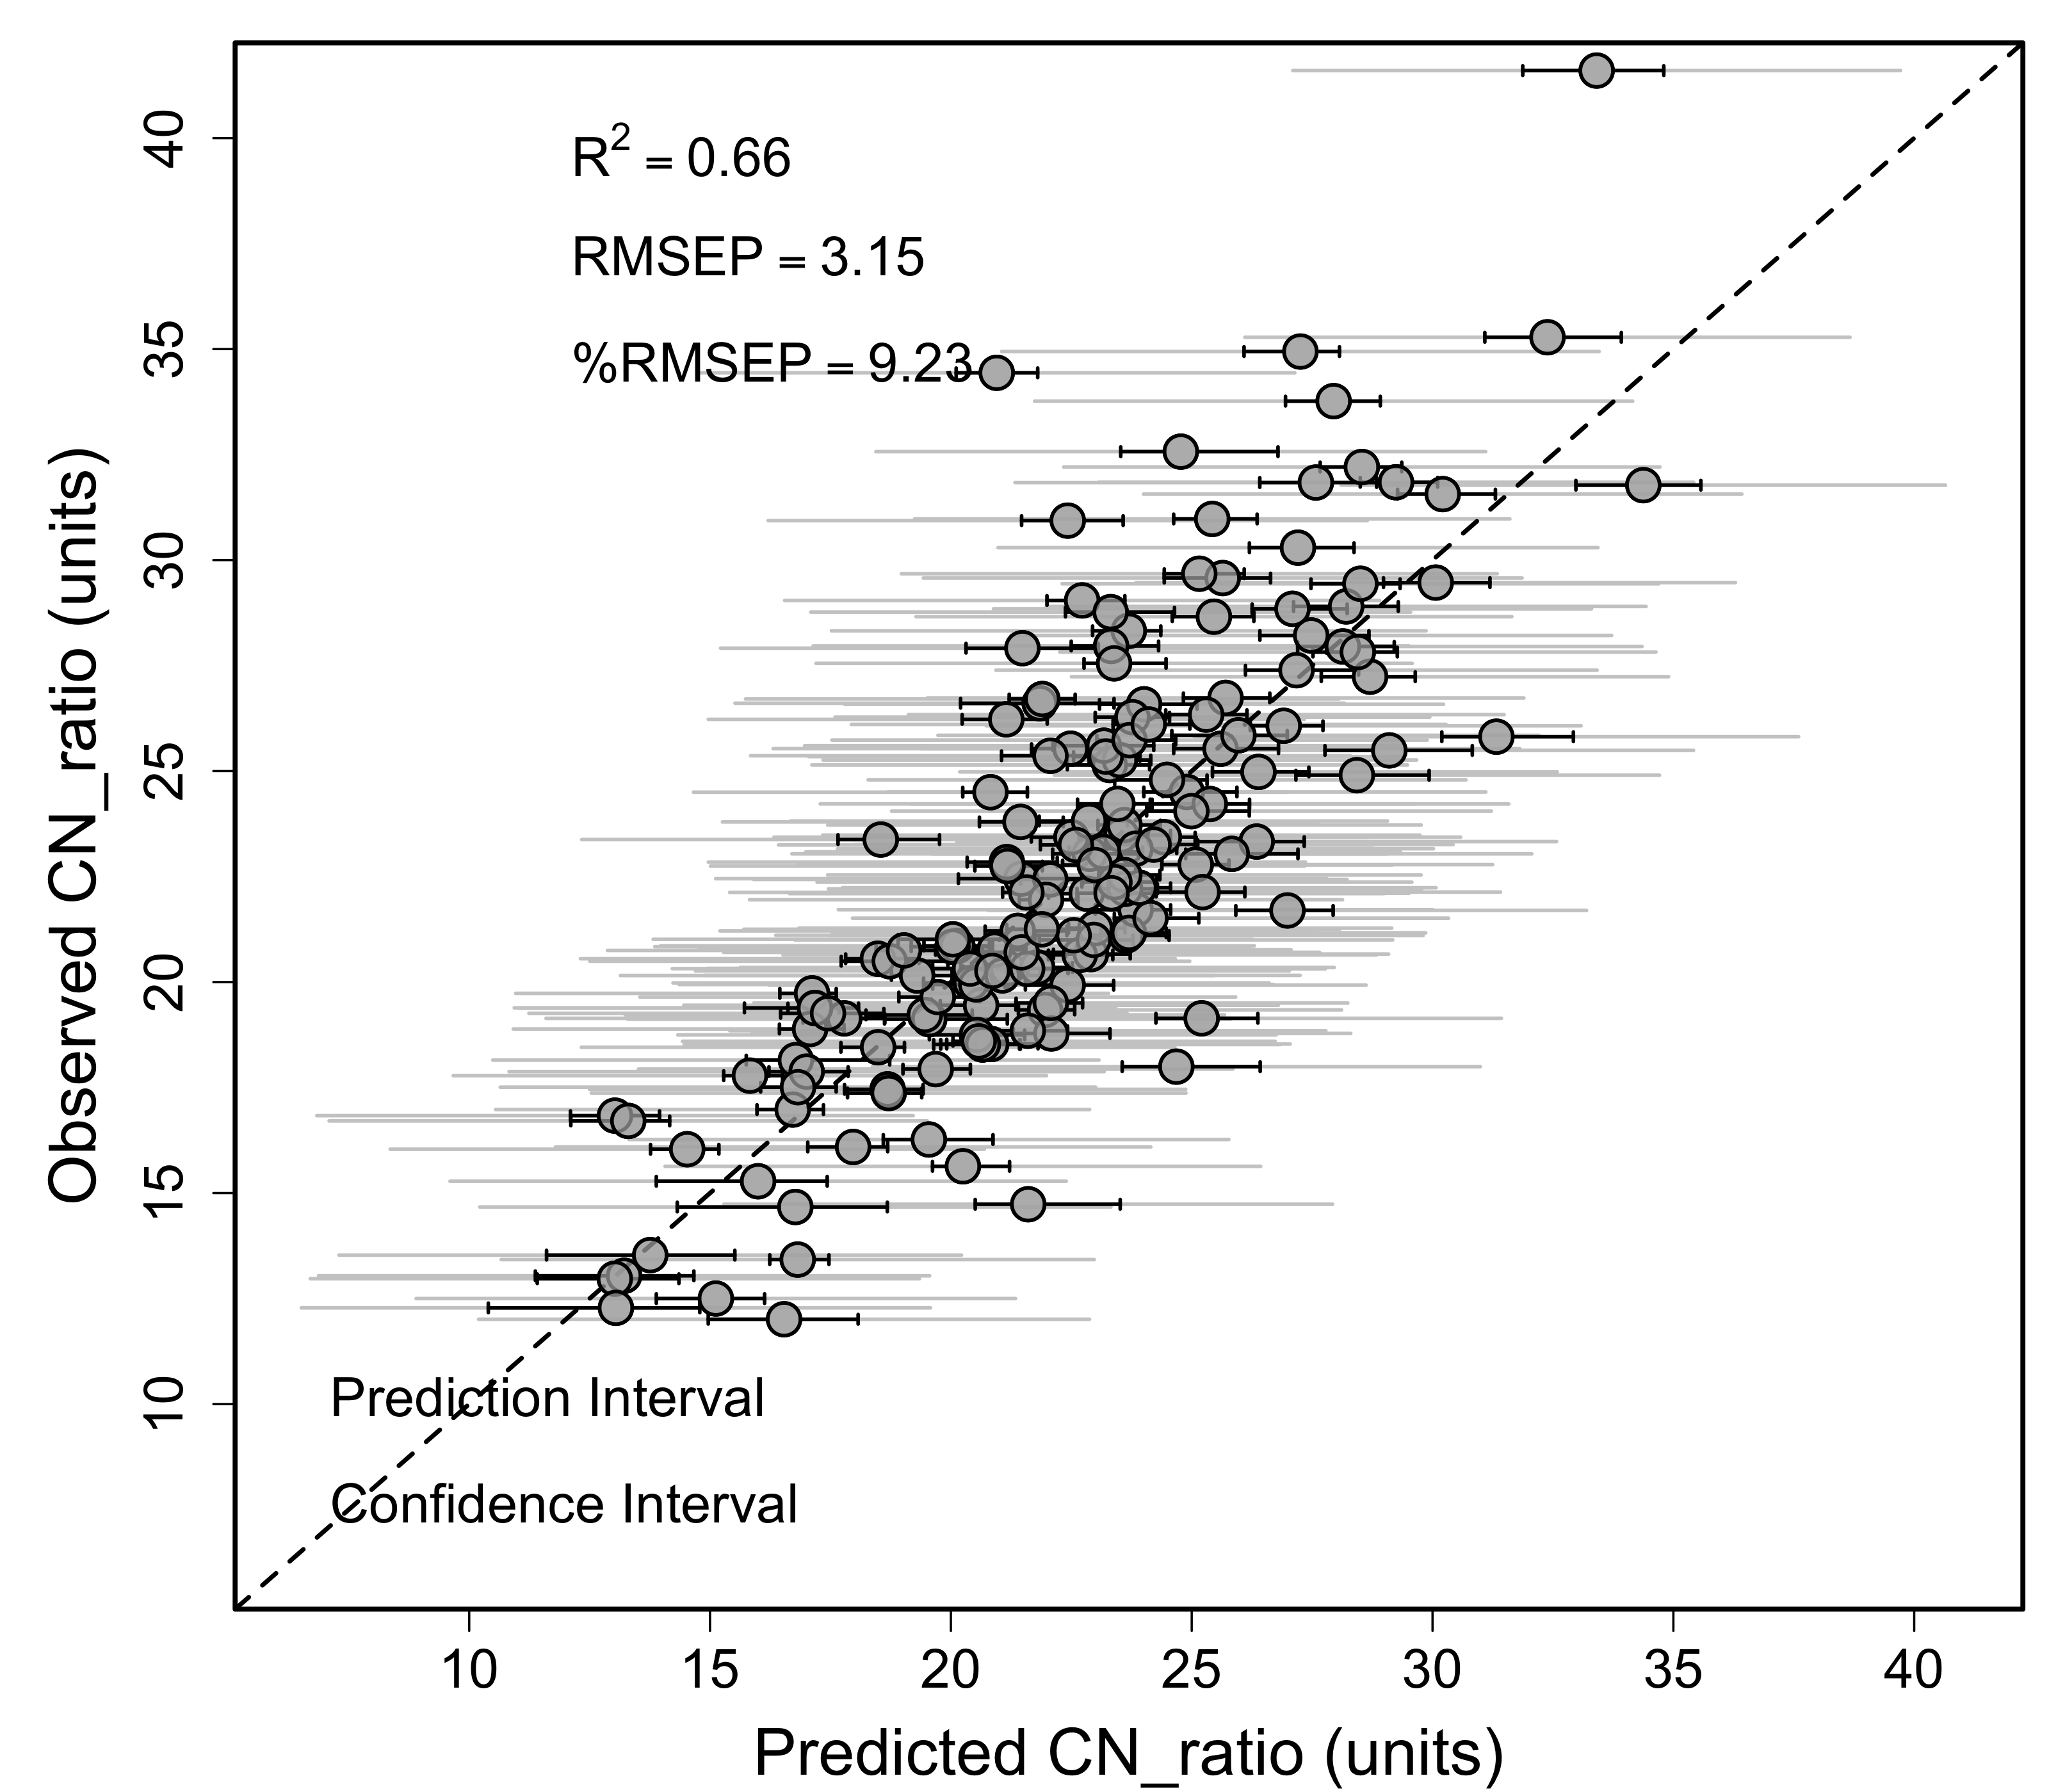 R2 = 0.66
RMSEP = 3.15
%RMSEP = 9.23
Observed CN_ratio (units)
40
35
30
25
20
15
10
Prediction Interval
Confidence Interval
10 15 20 25 30 35 40
Predicted CN_ratio (units)